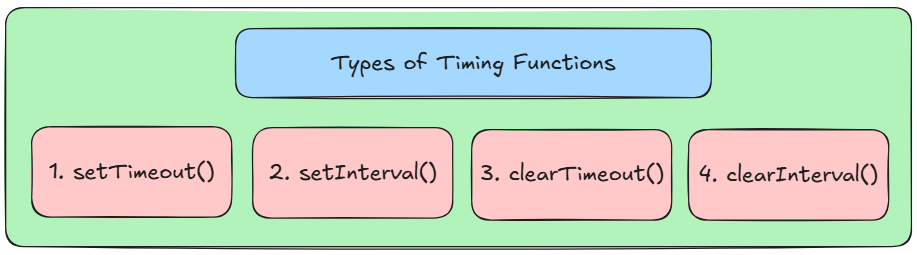 Types of Timing Functions
1. setTimeout()
2. setInterval()
3. clearTimeout()
4. clearInterval()